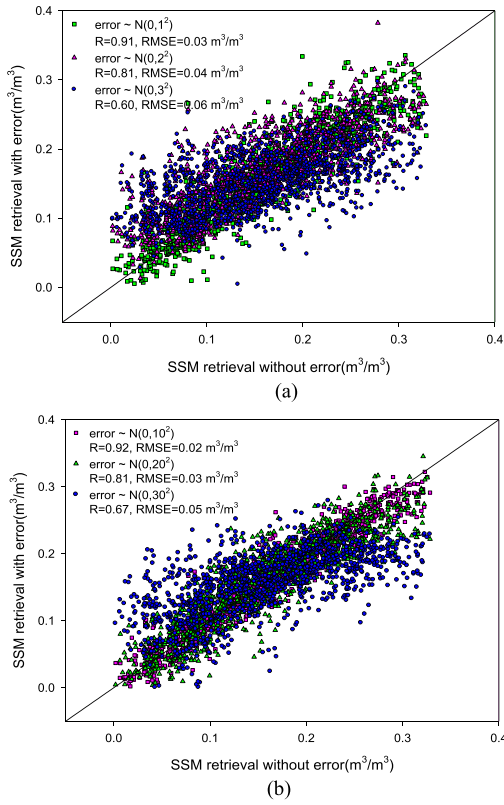 (a)
0.4
error ~ N(0,1²)
R=0.91, RMSE=0.03 m³/m³
error ~ N(0,2²)
R=0.81, RMSE=0.04 m³/m³
error ~ N(0,3²)
R=0.60, RMSE=0.06 m³/m³
0.3
0.2
0.1
0.0
SSM retrieval with error(m³/m³)
0.0 0.1 0.2 0.3 0.4
SSM retrieval without error(m³/m³)
(a)
0.4
error ~ N(0,10²)
R=0.92, RMSE=0.02 m³/m³
error ~ N(0,20²)
R=0.81, RMSE=0.03 m³/m³
error ~ N(0,30²)
R=0.67, RMSE=0.05 m³/m³
0.3
0.2
0.1
0.0
SSM retrieval with error(m³/m³)
0.0 0.1 0.2 0.3 0.4
SSM retrieval without error(m³/m³)
(b)